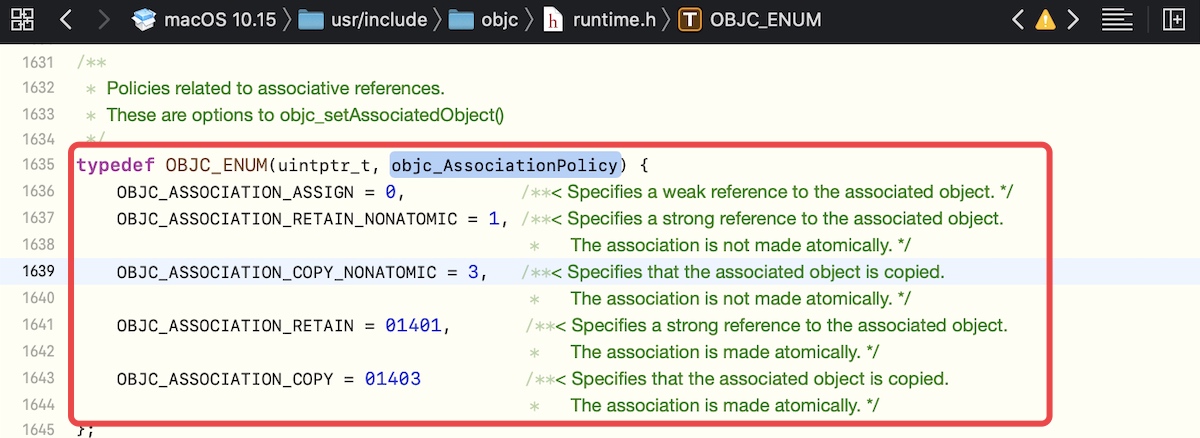 macOS 10.15 〉 usr/include 〉 objc 〉 h runtime.h 〉 T OBJC_ENUM
1631 /**
1632 * Policies related to associative references.
1633 * These are options to objc_setAssociatedObject()
1634 */
1635 typedef OBJC_ENUM(uintptr_t, objc_AssociationPolicy) {
1636 OBJC_ASSOCIATION_ASSIGN = 0, /**< Specifies a weak reference to the associated object. */
1637 OBJC_ASSOCIATION_RETAIN_NONATOMIC = 1, /**< Specifies a strong reference to the associated object.
1638 * The association is not made atomically. */
1639 OBJC_ASSOCIATION_COPY_NONATOMIC = 3, /**< Specifies that the associated object is copied.
1640 * The association is not made atomically. */
1641 OBJC_ASSOCIATION_RETAIN = 01401, /**< Specifies a strong reference to the associated object.
1642 * The association is made atomically. */
1643 OBJC_ASSOCIATION_COPY = 01403 /**< Specifies that the associated object is copied.
1644 * The association is made atomically. */
1645 };